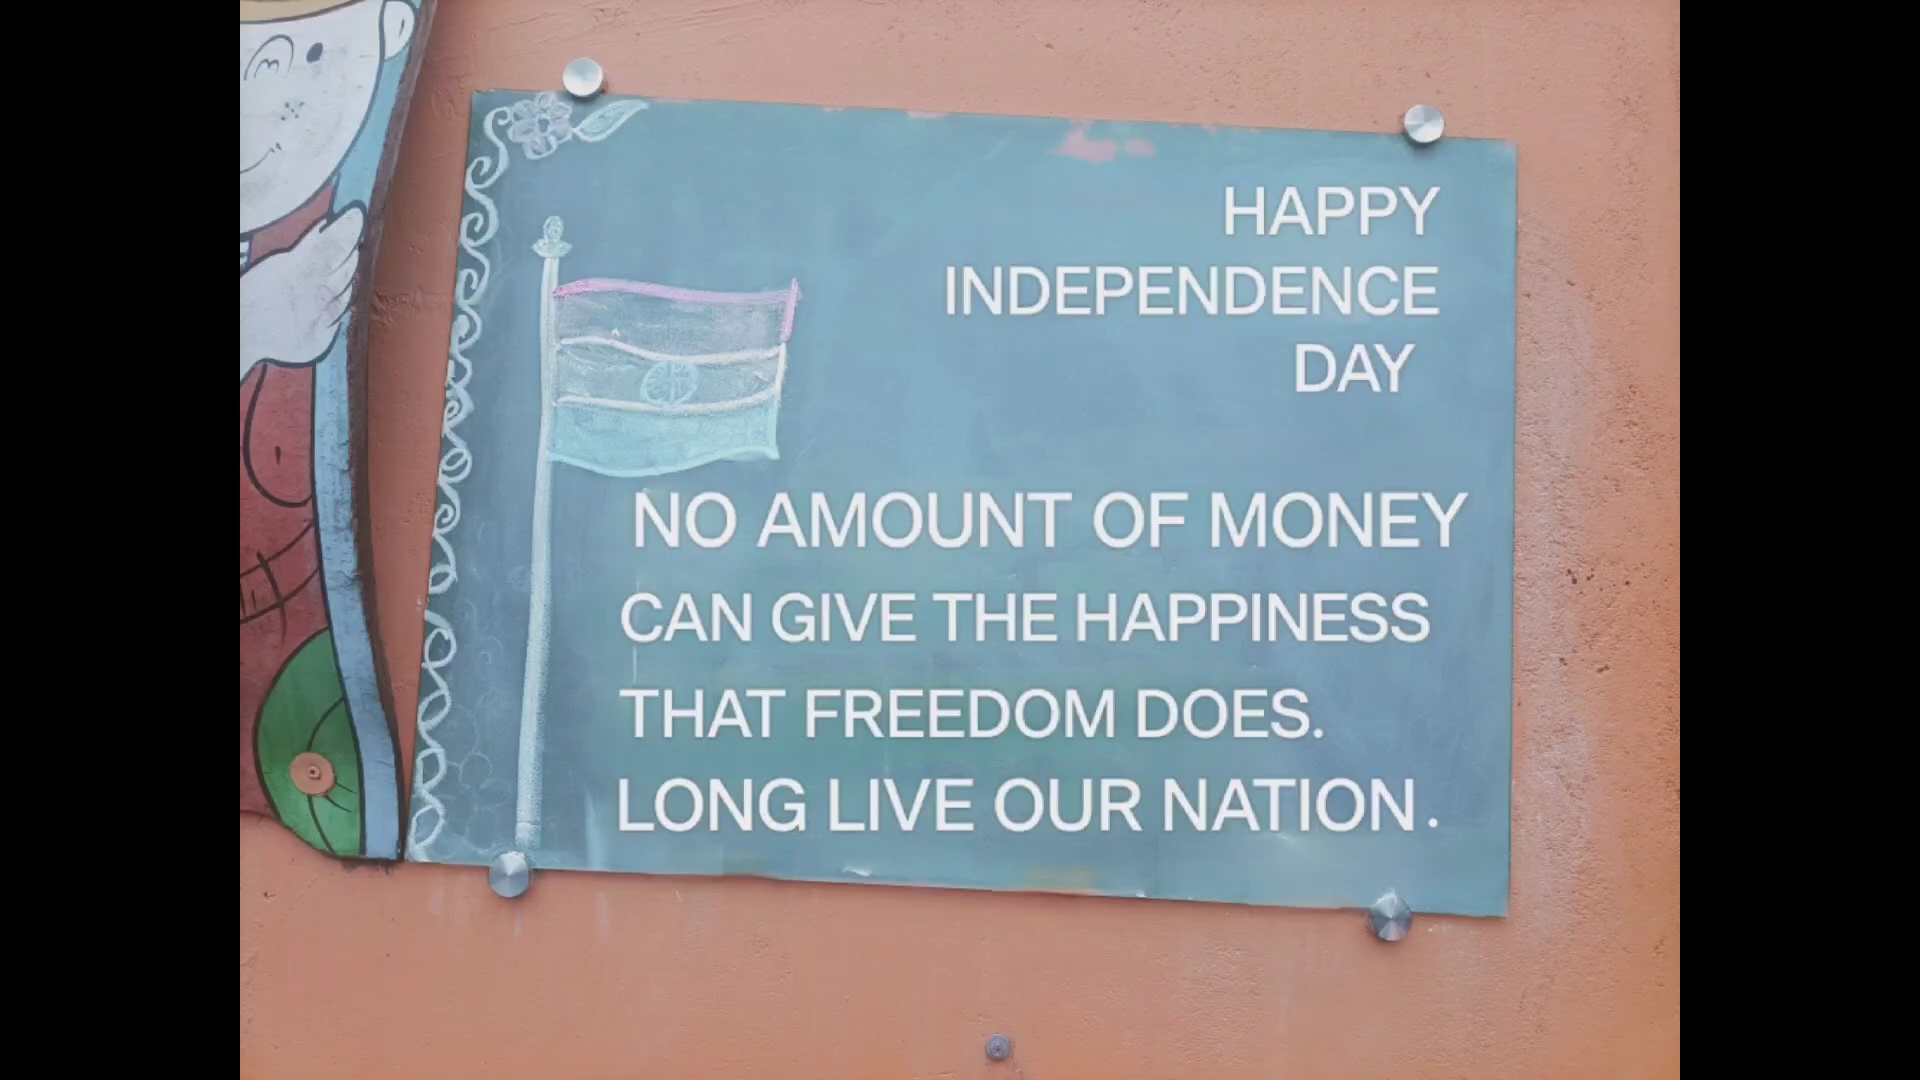 HAPPY
INDEPENDENCE
DAY
NO AMOUNT OF MONEY
CAN GIVE THE HAPPINESS
THAT FREEDOM DOES.
LONG LIVE OUR NATION.